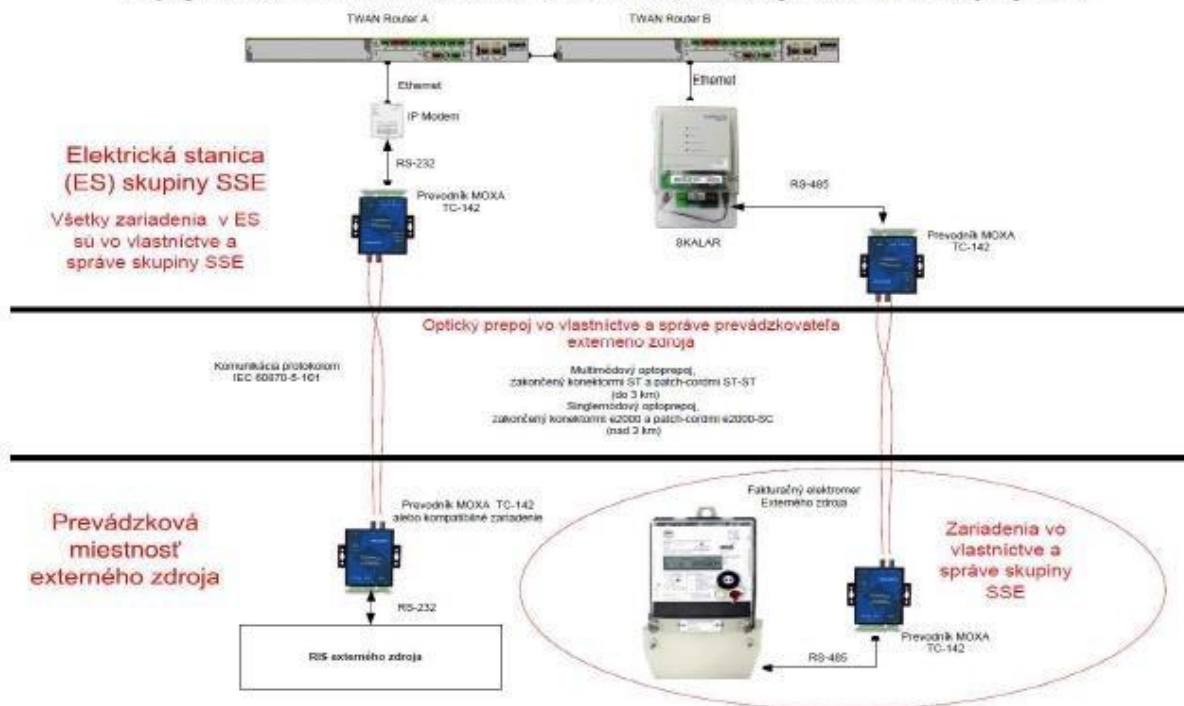 TWAN Router A
TWAN Router B
Ethernet
Ethernet
IP Modem
Elektrická stanica
(ES) skupiny SSE
RS-232
RS-485
Prevodník MOXA
TC-142
Všetky zariadenia v ES
sú vo vlastníctve a
správe skupiny SSE
SKALAR
Prevodník MOXA
TC-142
Optický prepoj vo vlastníctve a správe prevádzkovateľa
externého zdroja
Komunikácia protokolom
IEC 60870-5-101
Multimódový optoprepoj,
zakončený konektormi ST a patch-cordmi ST-ST
(do 3 km)
Singlemódový optoprepoj,
zakončený konektormi e2000 a patch-cordmi e2000-SC
(nad 3 km)
Prevádzková
miestnosť
externého zdroja
Prevodník MOXA TC-142
alebo kompatibilné zariadenie
Fakturačný elektromer
Externého zdroja
Zariadenia vo
vlastníctve a
správe skupiny
SSE
RS-232
RIS externého zdroja
Prevodník MOXA
TC-142
RS-485